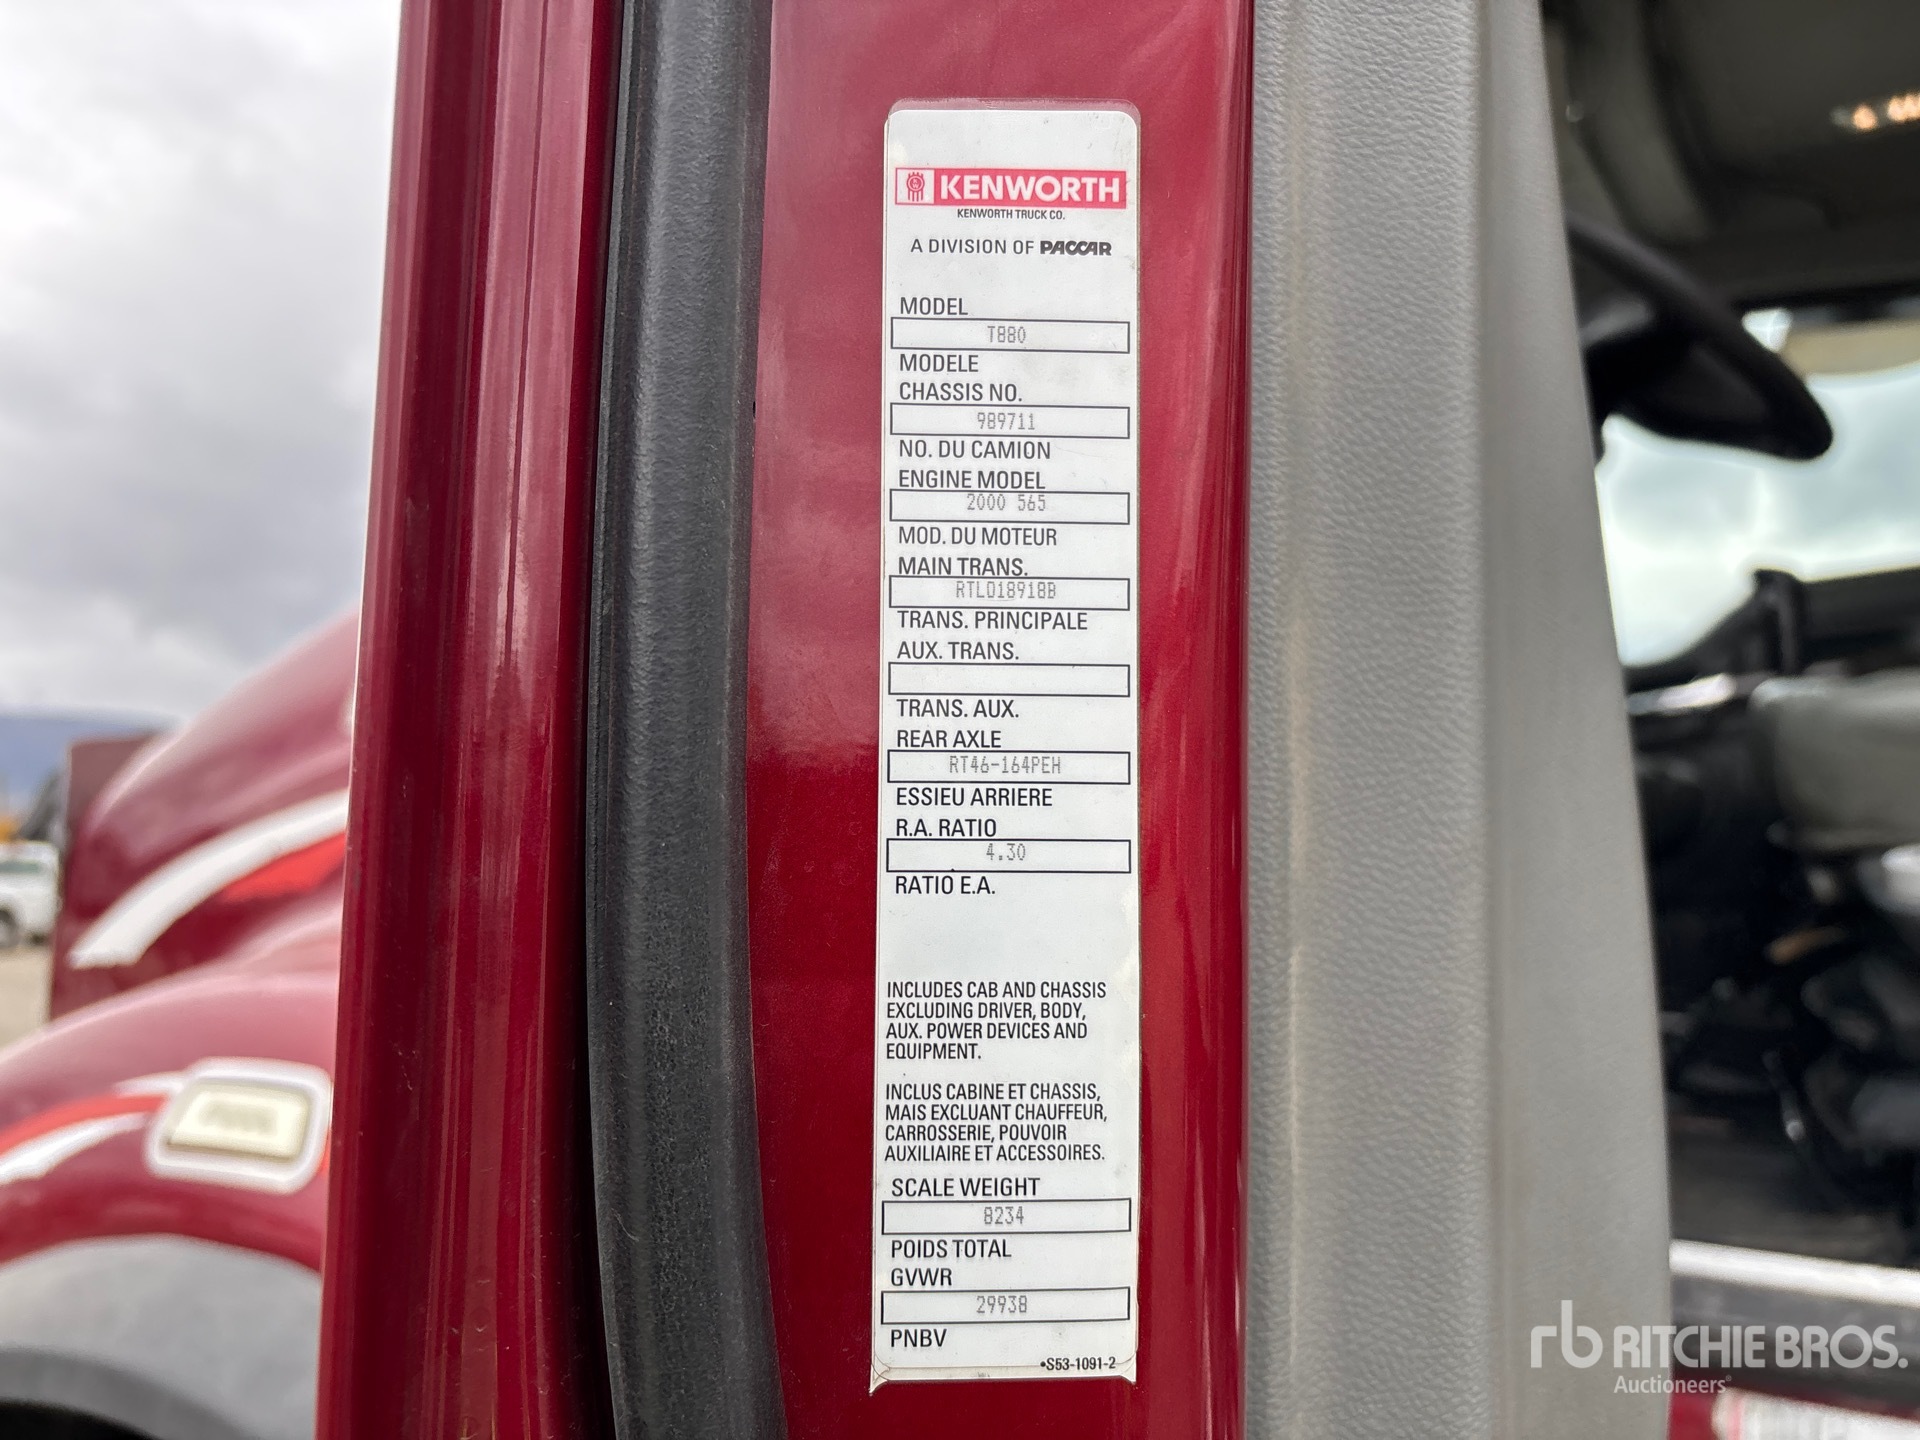 KENWORTH
KENWORTH TRUCK CO.
A DIVISION OF PACCAR
MODEL
T880
MODELE
CHASSIS NO.
989711
NO. DU CAMION
ENGINE MODEL
2000 565
MOD. DU MOTEUR
MAIN TRANS.
RTLO18918B
TRANS. PRINCIPALE
AUX. TRANS.
TRANS. AUX.
REAR AXLE
RT46-164PEH
ESSIEU ARRIERE
R.A. RATIO
4.30
RATIO E.A.
INCLUDES CAB AND CHASSIS
EXCLUDING DRIVER, BODY,
AUX. POWER DEVICES AND
EQUIPMENT.
INCLUS CABINE ET CHASSIS,
MAIS EXCLUANT CHAUFFEUR,
CARROSSERIE, POUVOIR
AUXILIAIRE ET ACCESSOIRES.
SCALE WEIGHT
8234
POIDS TOTAL
GVWR
29938
PNBV
•S53-1091-2
rb RITCHIE BROS.
Auctioneers